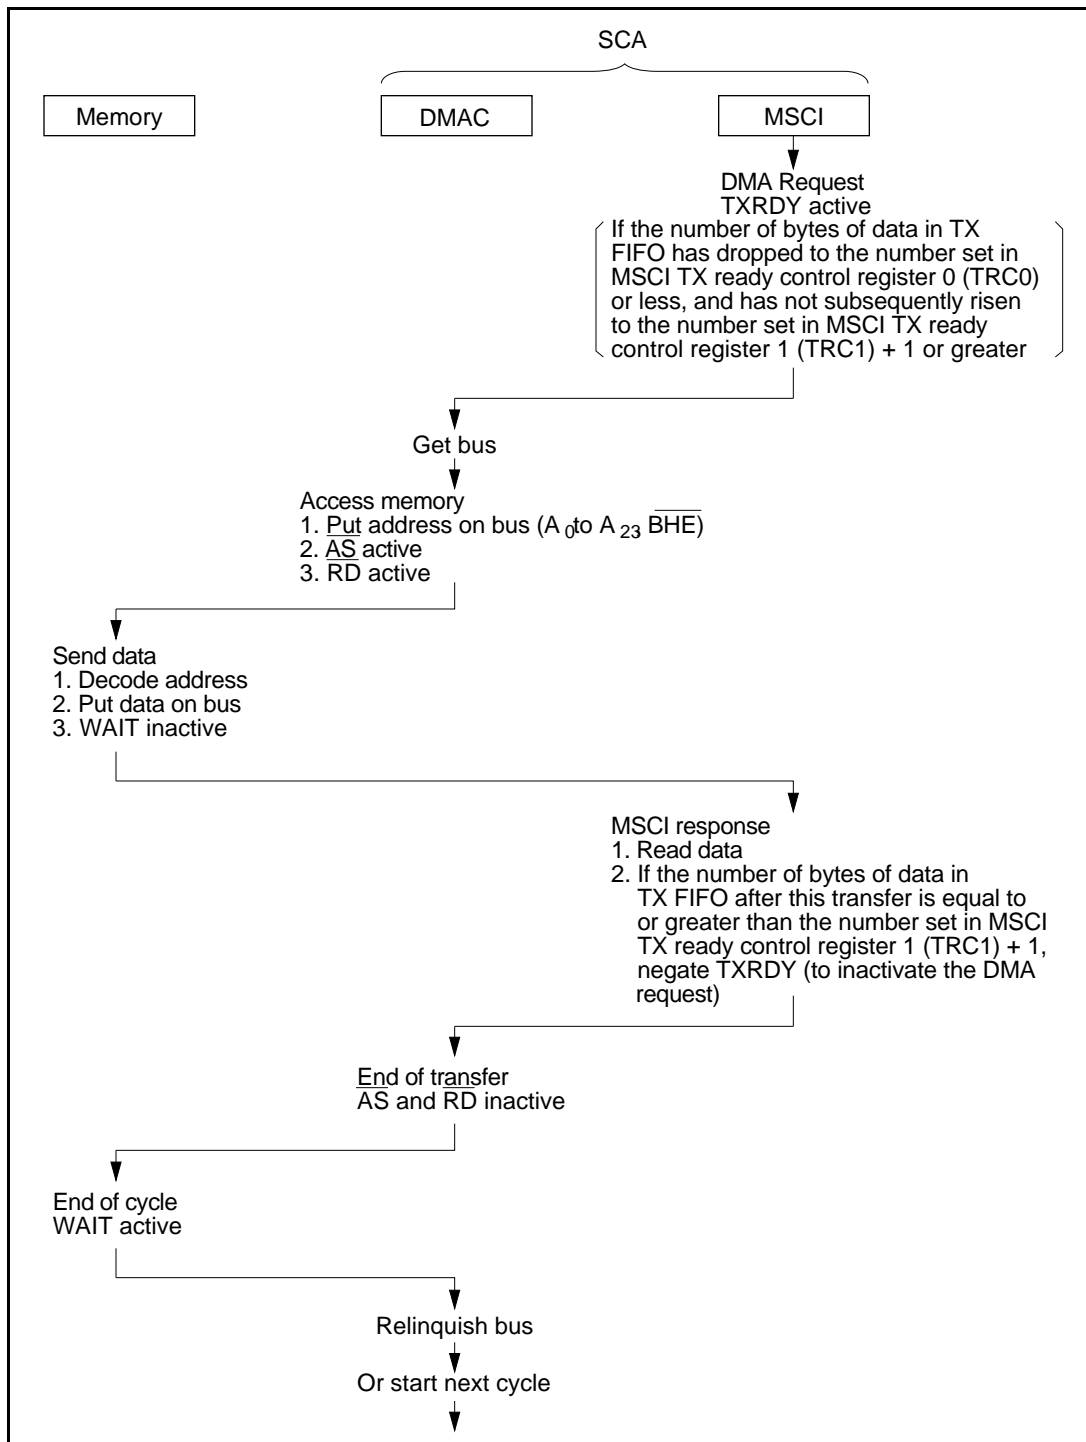 SCA
Memory
DMAC
MSCI
DMA Request
TXRDY active
If the number of bytes of data in TX
FIFO has dropped to the number set in
MSCI TX ready control register 0 (TRC0)
or less, and has not subsequently risen
to the number set in MSCI TX ready
control register 1 (TRC1) + 1 or greater
Get bus
Access memory
1. Put address on bus (A0 to A23 BHE)
2. AS active
3. RD active
Send data
1. Decode address
2. Put data on bus
3. WAIT inactive
MSCI response
1. Read data
2. If the number of bytes of data in
TX FIFO after this transfer is equal to
or greater than the number set in MSCI
TX ready control register 1 (TRC1) + 1,
negate TXRDY (to inactivate the DMA
request)
End of transfer
AS and RD inactive
End of cycle
WAIT active
Relinquish bus
Or start next cycle